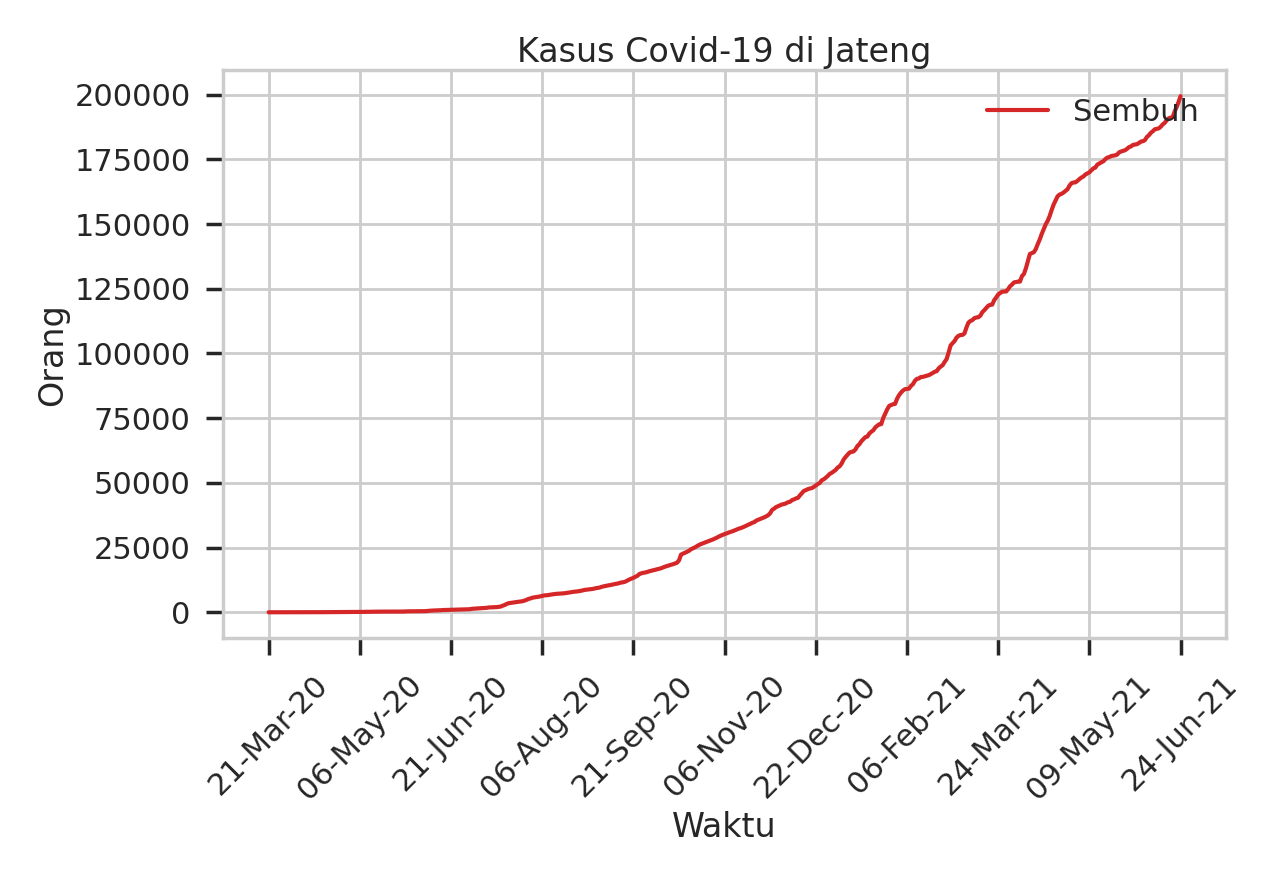 Kasus Covid-19 di Jateng
Sembuh
200000
175000
150000
125000
100000
75000
50000
25000
0
Orang
21-Mar-20
06-May-20
21-Jun-20
06-Aug-20
21-Sep-20
06-Nov-20
22-Dec-20
06-Feb-21
24-Mar-21
09-May-21
24-Jun-21
Waktu